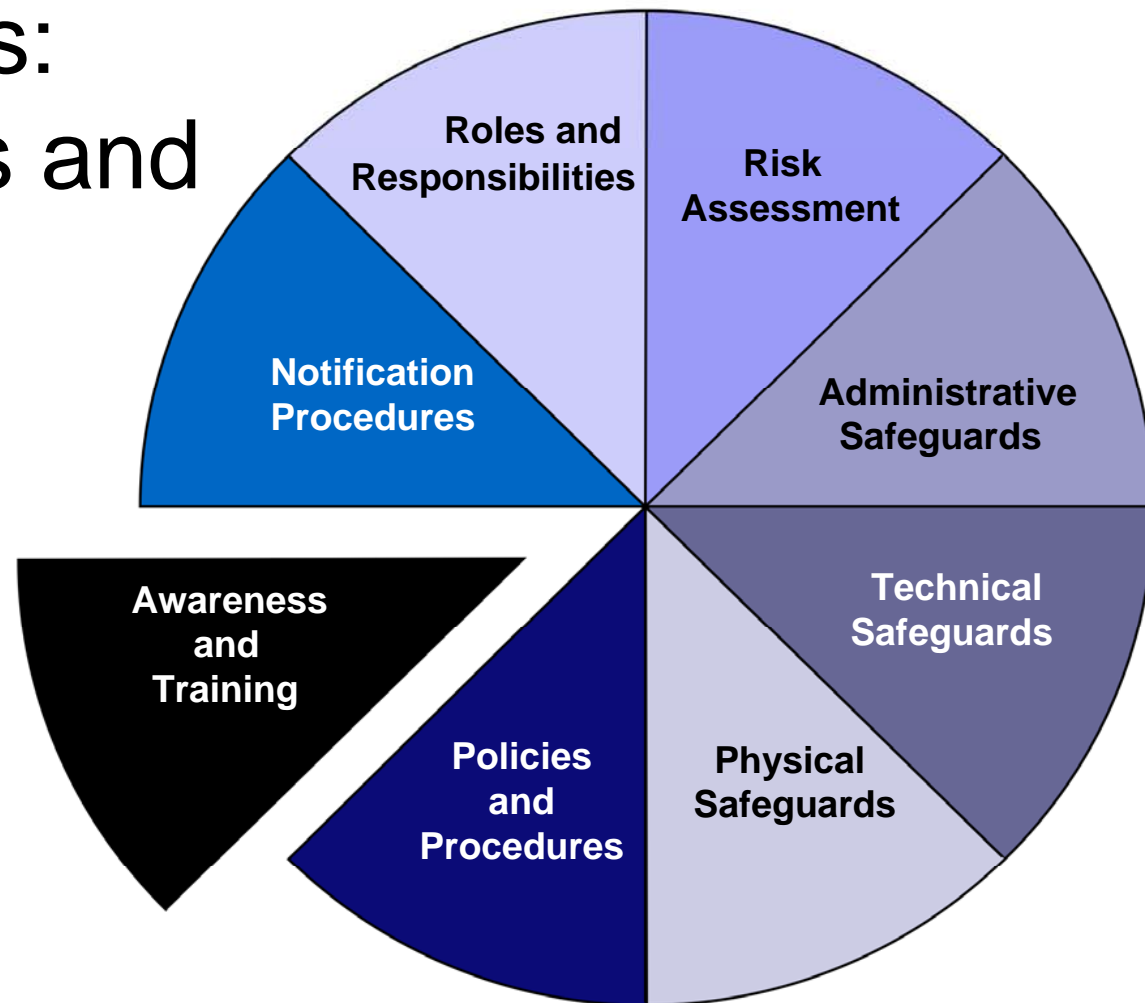 s:
s and
Roles and
Responsibilities
Risk
Assessment
Administrative
Safeguards
Technical
Safeguards
Physical
Safeguards
Policies
and
Procedures
Awareness
and
Training
Notification
Procedures